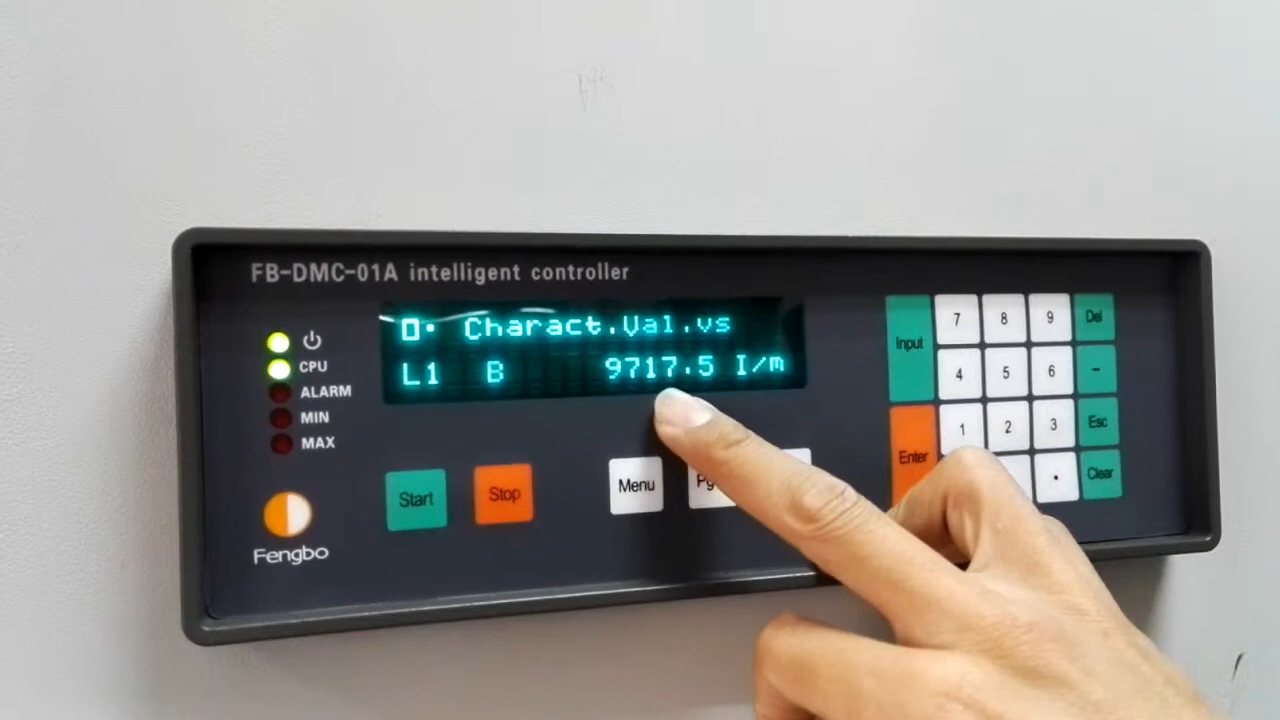 FB-DMC-01A intelligent controller
Charact.Val.vs
L1 B 9717.5 I/m
CPU
ALARM
MIN
MAX
Fengbo
Start
Stop
Menu
Input
7 8 9 Del
4 5 6 -
Enter
1 2 3 Esc
. Clear